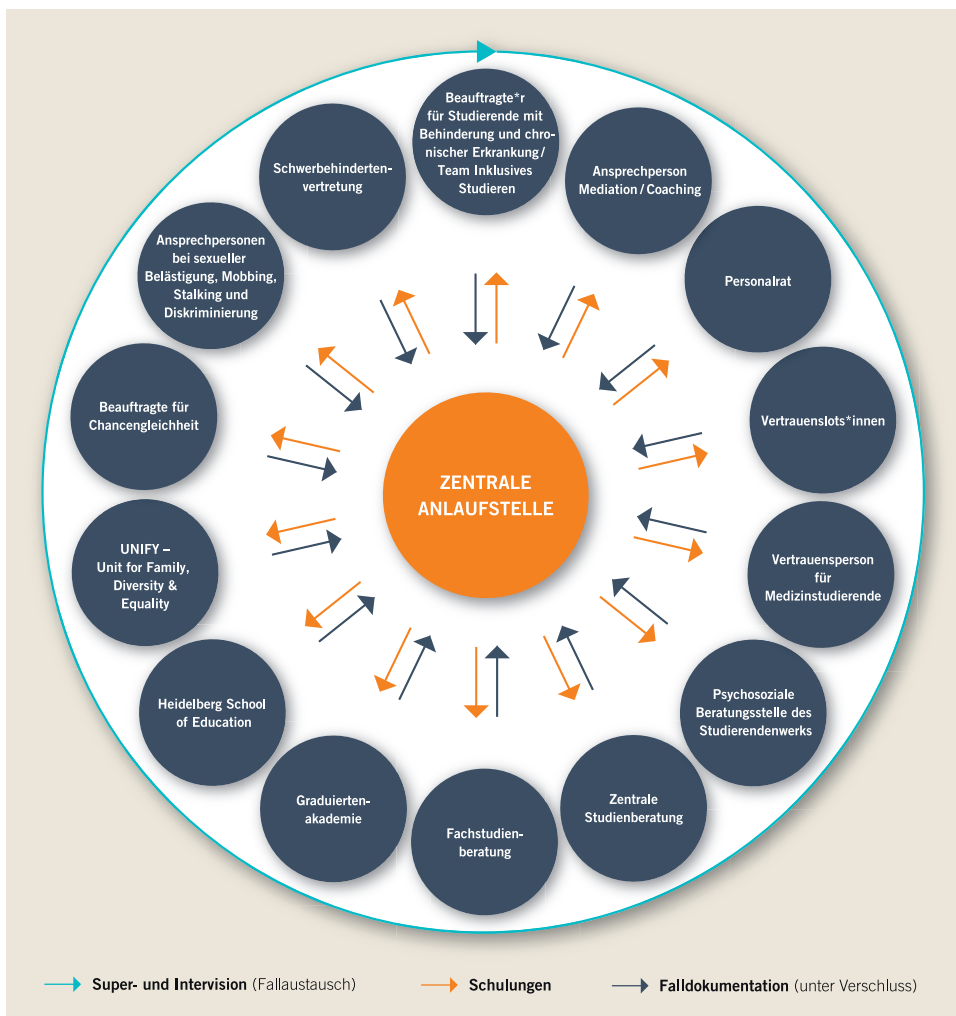 Beauftragte*r
für Studierende mit
Behinderung und chro-
nischer Erkrankung /
Team Inklusives
Studieren
Ansprechperson
Mediation / Coaching
Personalrat
Vertrauenslots*innen
Vertrauensperson
für
Medizinstudierende
Psychosoziale
Beratungsstelle des
Studierendenwerks
Zentrale
Studienberatung
Fachstudien-
beratung
Graduierten-
akademie
Heidelberg School
of Education
UNIFY –
Unit for Family,
Diversity &
Equality
Beauftragte für
Chancengleichheit
Ansprechpersonen
bei sexueller
Belästigung, Mobbing,
Stalking und
Diskriminierung
Schwerbehinderten-
vertretung
ZENTRALE
ANLAUFSTELLE
Super- und Intervision (Fallaustausch)
Schulungen
Falldokumentation (unter Verschluss)